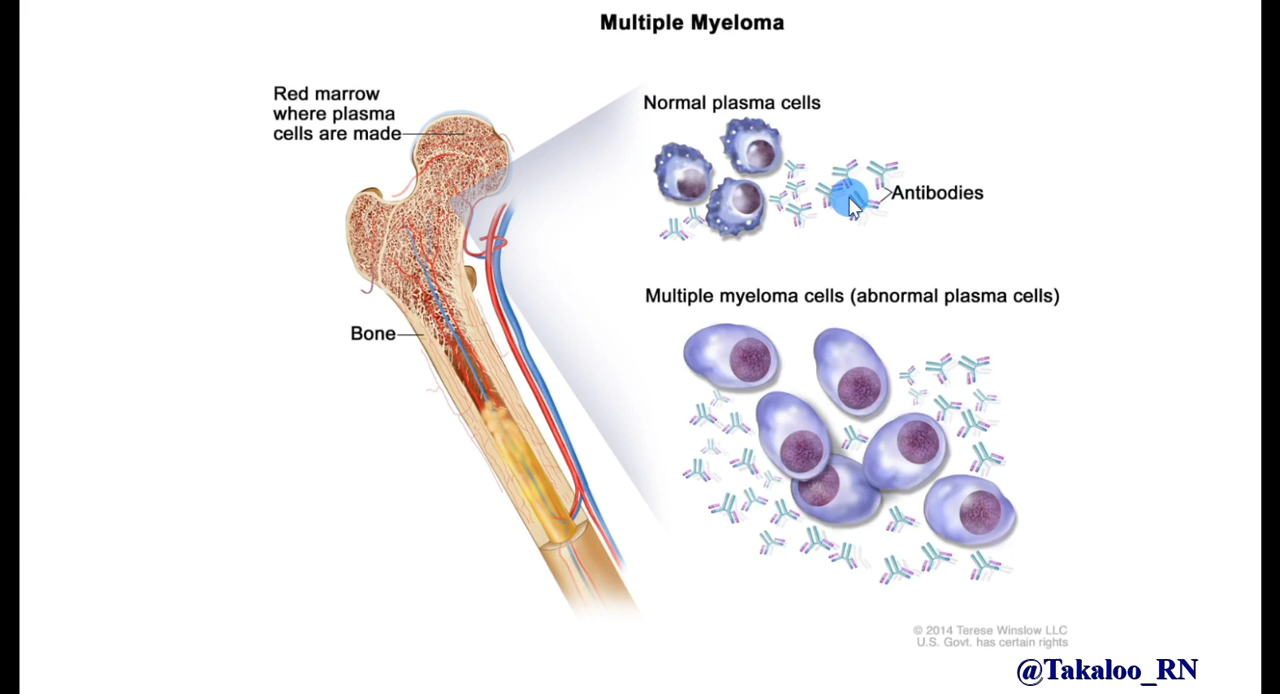 Multiple Myeloma
Red marrow
where plasma
cells are made
Normal plasma cells
Antibodies
Multiple myeloma cells (abnormal plasma cells)
Bone
© 2014 Terese Winslow LLC
U.S. Govt. has certain rights
@Takaloo_RN